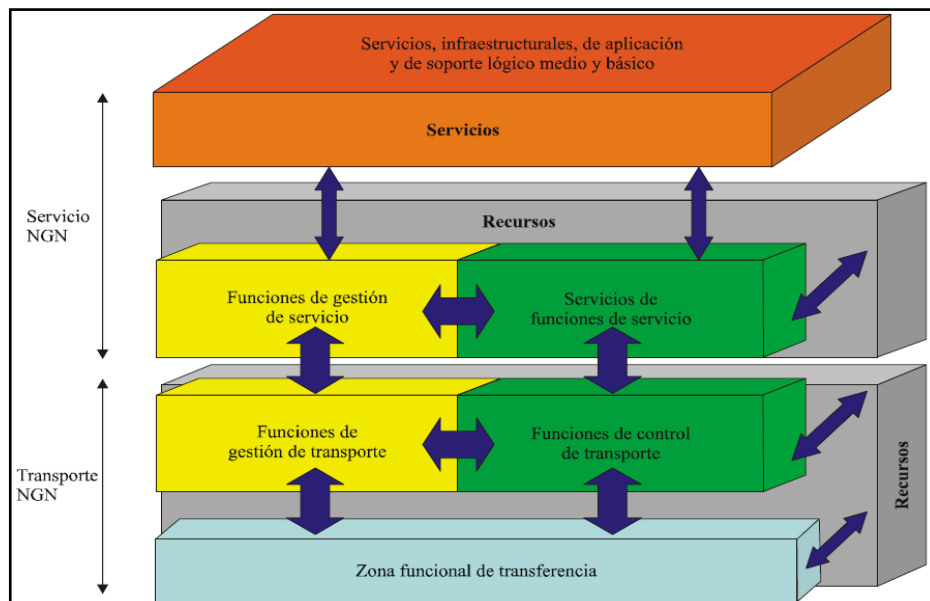 Servicios, infraestructurales, de aplicación
y de soporte lógico medio y básico
Servicios
Servicio
NGN
Recursos
Funciones de gestión
de servicio
Servicios de
funciones de servicio
Transporte
NGN
Funciones de
gestión de transporte
Funciones de control
de transporte
Recursos
Zona funcional de transferencia